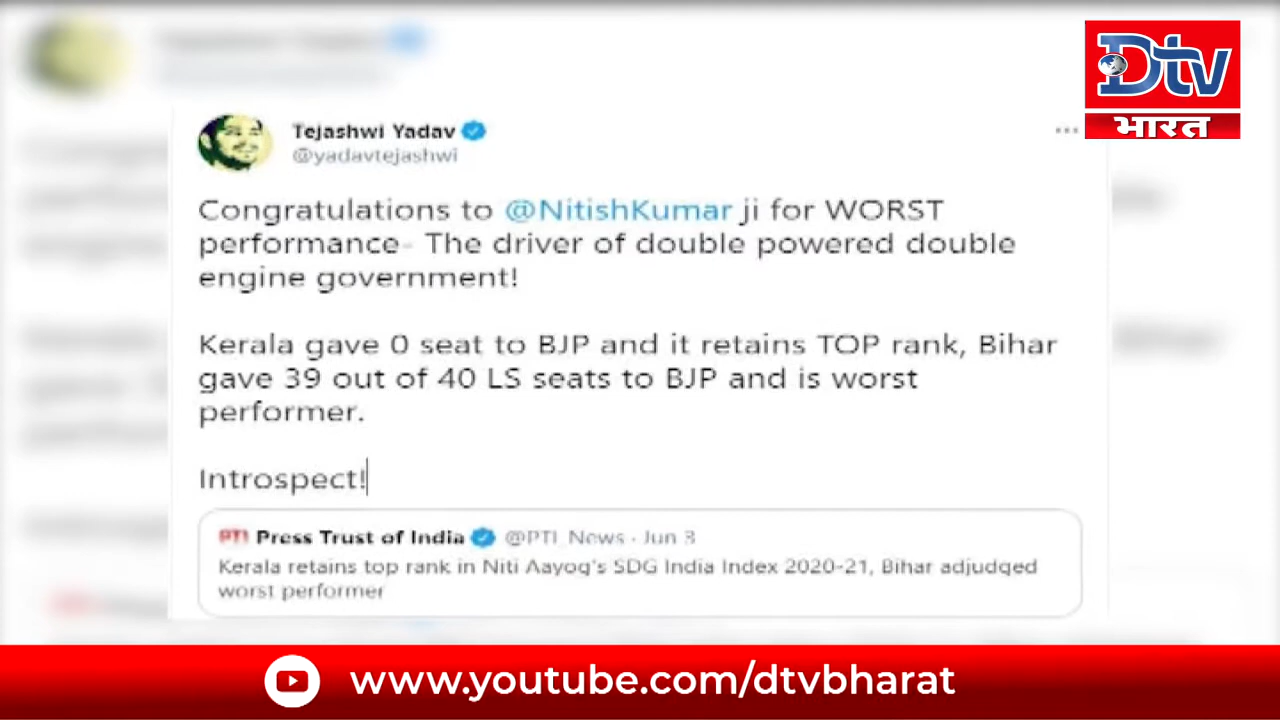 Dtv
भारत
Tejashwi Yadav
@yadavtejashwi
Congratulations to @NitishKumar ji for WORST
performance- The driver of double powered double
engine government!
Kerala gave 0 seat to BJP and it retains TOP rank, Bihar
gave 39 out of 40 LS seats to BJP and is worst
performer.
Introspect!
PTI Press Trust of India @PTI_News · Jun 3
Kerala retains top rank in Niti Aayog's SDG India Index 2020-21, Bihar adjudged
worst performer
www.youtube.com/dtvbharat